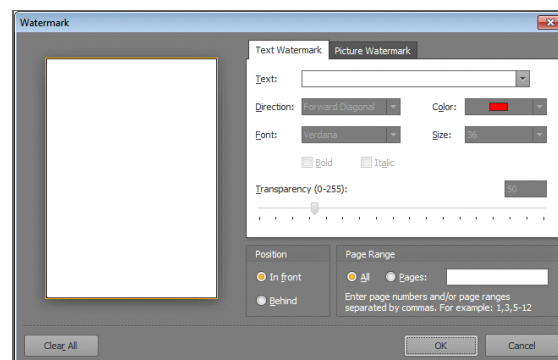 Watermark
Text Watermark Picture Watermark
Text:
Direction: Forward Diagonal Color:
Font: Verdana Size: 36
Bold Italic
Transparency (0-255): 50
Position Page Range
In front All Pages:
Behind Enter page numbers and/or page ranges
separated by commas. For example: 1,3,5-12
Clear All OK Cancel